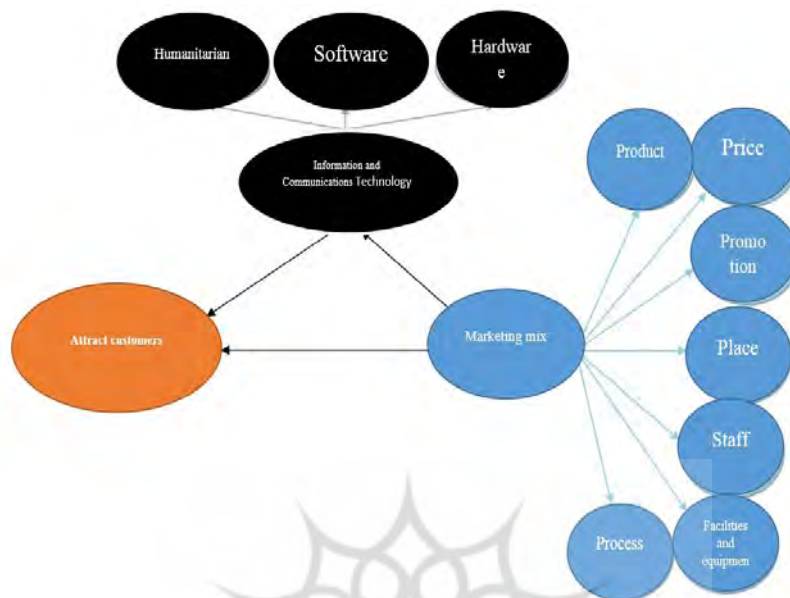 Humanitarian
Software
Hardwar
e
Information and
Communications Technology
Product
Price
Promo
tion
Attract customers
Marketing mix
Place
Staff
Process
Facilities
and
equipmen